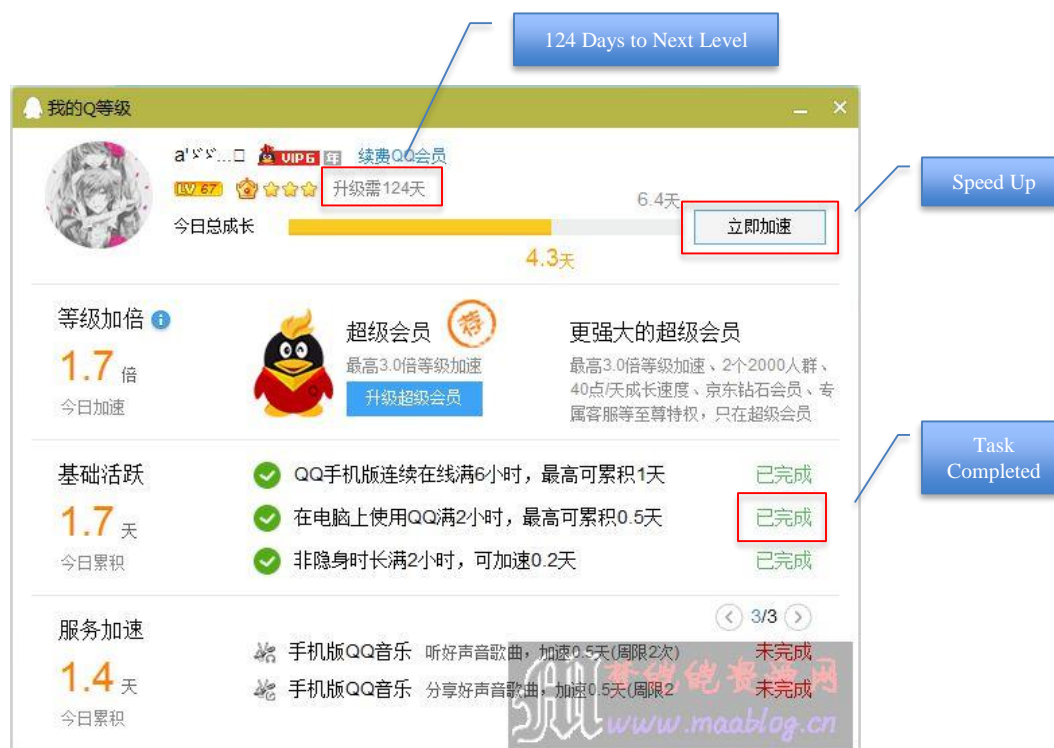 124 Days to Next Level
我的Q等级
VIP6 年 续费QQ会员
LV 67 升级需124天
6.4天
Speed Up
今日总成长
立即加速
4.3天
等级加倍
1.7 倍
今日加速
超级会员 荐
最高3.0倍等级加速
升级超级会员
更强大的超级会员
最高3.0倍等级加速、2个2000人群、
40点/天成长速度、京东钻石会员、专
属客服等至尊特权，只在超级会员
Task
Completed
基础活跃
1.7 天
今日累积
QQ手机版连续在线满6小时，最高可累积1天 已完成
在电脑上使用QQ满2小时，最高可累积0.5天 已完成
非隐身时长满2小时，可加速0.2天 已完成
服务加速
1.4 天
今日累积
3/3
手机版QQ音乐 听好声音歌曲，加速0.5天(周限2次) 未完成
手机版QQ音乐 分享好声音歌曲，加速0.5天(周限2 未完成
www.maablog.cn